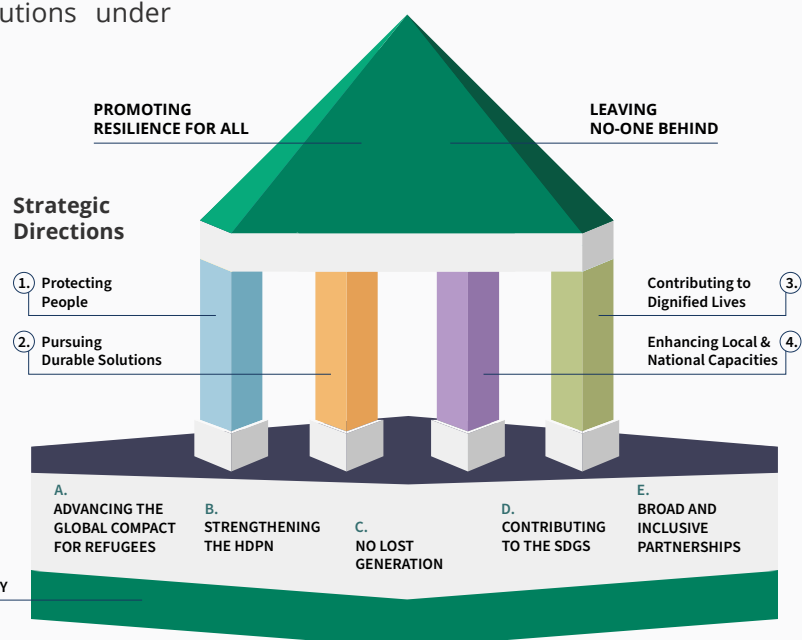 under
PROMOTING
RESILIENCE FOR ALL
LEAVING
NO-ONE BEHIND
Strategic
Directions
1. Protecting
People
2. Pursuing
Durable Solutions
Contributing to 3.
Dignified Lives
Enhancing Local & 4.
National Capacities
A.
ADVANCING THE
GLOBAL COMPACT
FOR REFUGEES
B.
STRENGTHENING
THE HDPN
C.
NO LOST
GENERATION
D.
CONTRIBUTING
TO THE SDGS
E.
BROAD AND
INCLUSIVE
PARTNERSHIPS